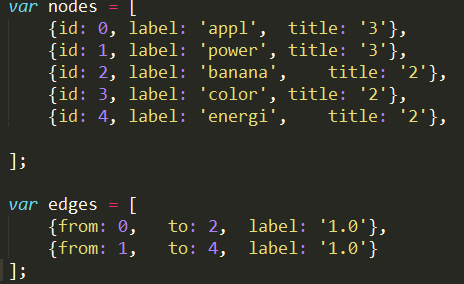 var nodes = [
{id: 0, label: 'appl', title: '3'},
{id: 1, label: 'power', title: '3'},
{id: 2, label: 'banana', title: '2'},
{id: 3, label: 'color', title: '2'},
{id: 4, label: 'energi', title: '2'},
];
var edges = [
{from: 0, to: 2, label: '1.0'},
{from: 1, to: 4, label: '1.0'}
];